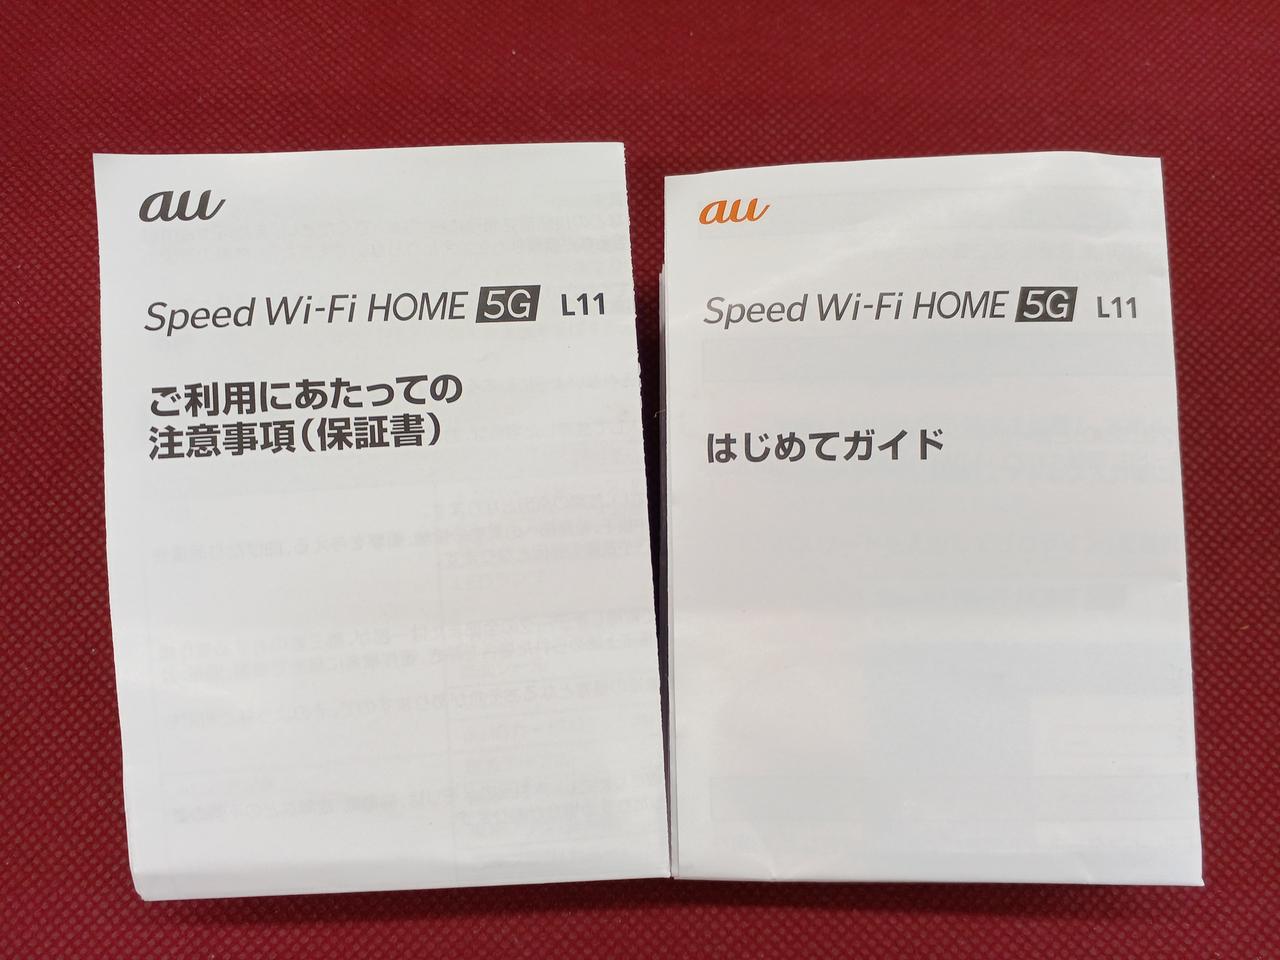 au
Speed Wi-Fi HOME 5G L11
ご利用にあたっての
注意事項(保証書)
au
Speed Wi-Fi HOME 5G L11
はじめてガイド